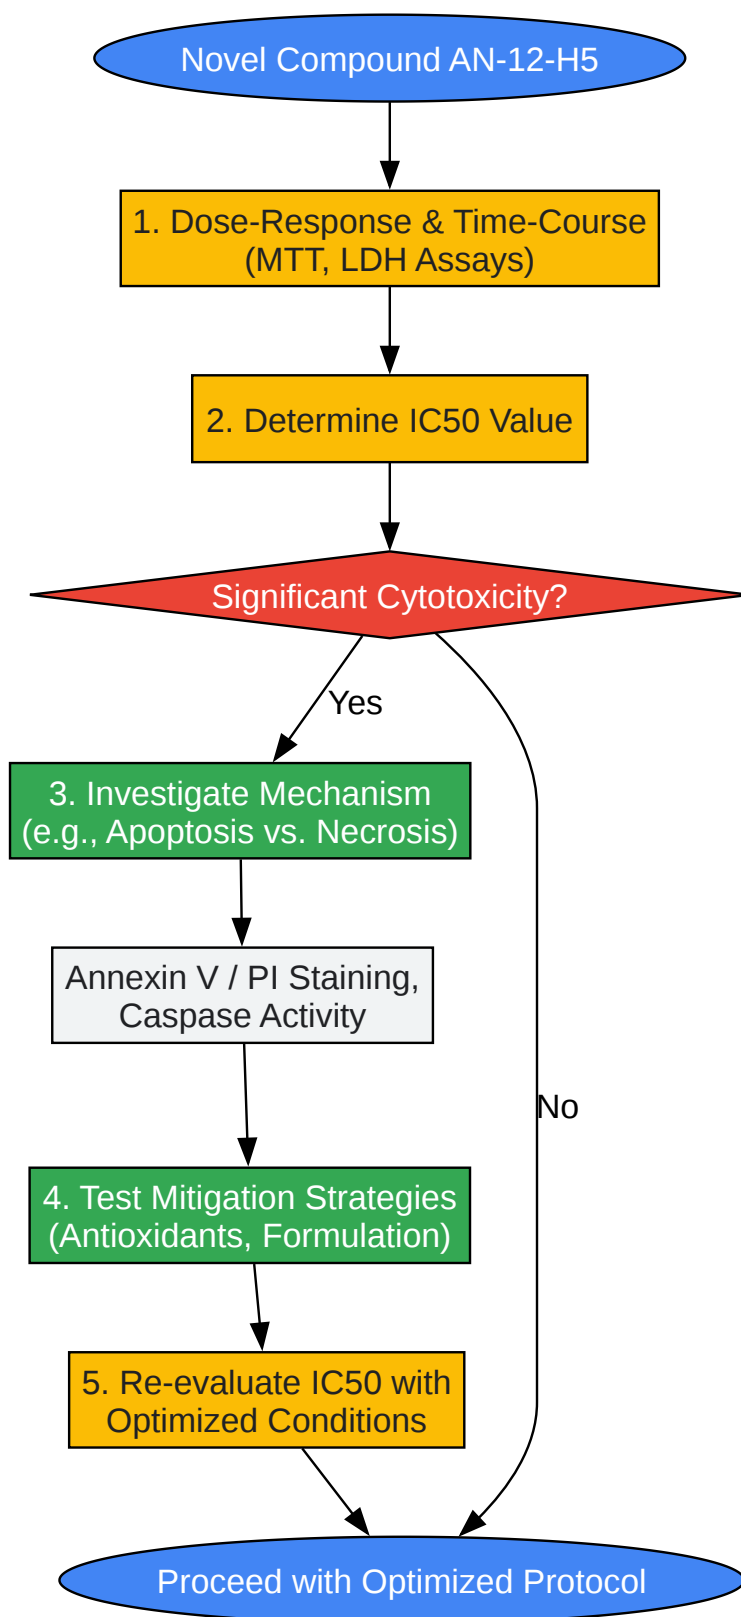 Novel Compound AN-12-H5
1. Dose-Response & Time-Course
(MTT, LDH Assays)
2. Determine IC50 Value
Significant Cytotoxicity?
Yes
3. Investigate Mechanism
(e.g., Apoptosis vs. Necrosis)
Annexin V / PI Staining,
Caspase Activity
No
4. Test Mitigation Strategies
(Antioxidants, Formulation)
5. Re-evaluate IC50 with
Optimized Conditions
Proceed with Optimized Protocol